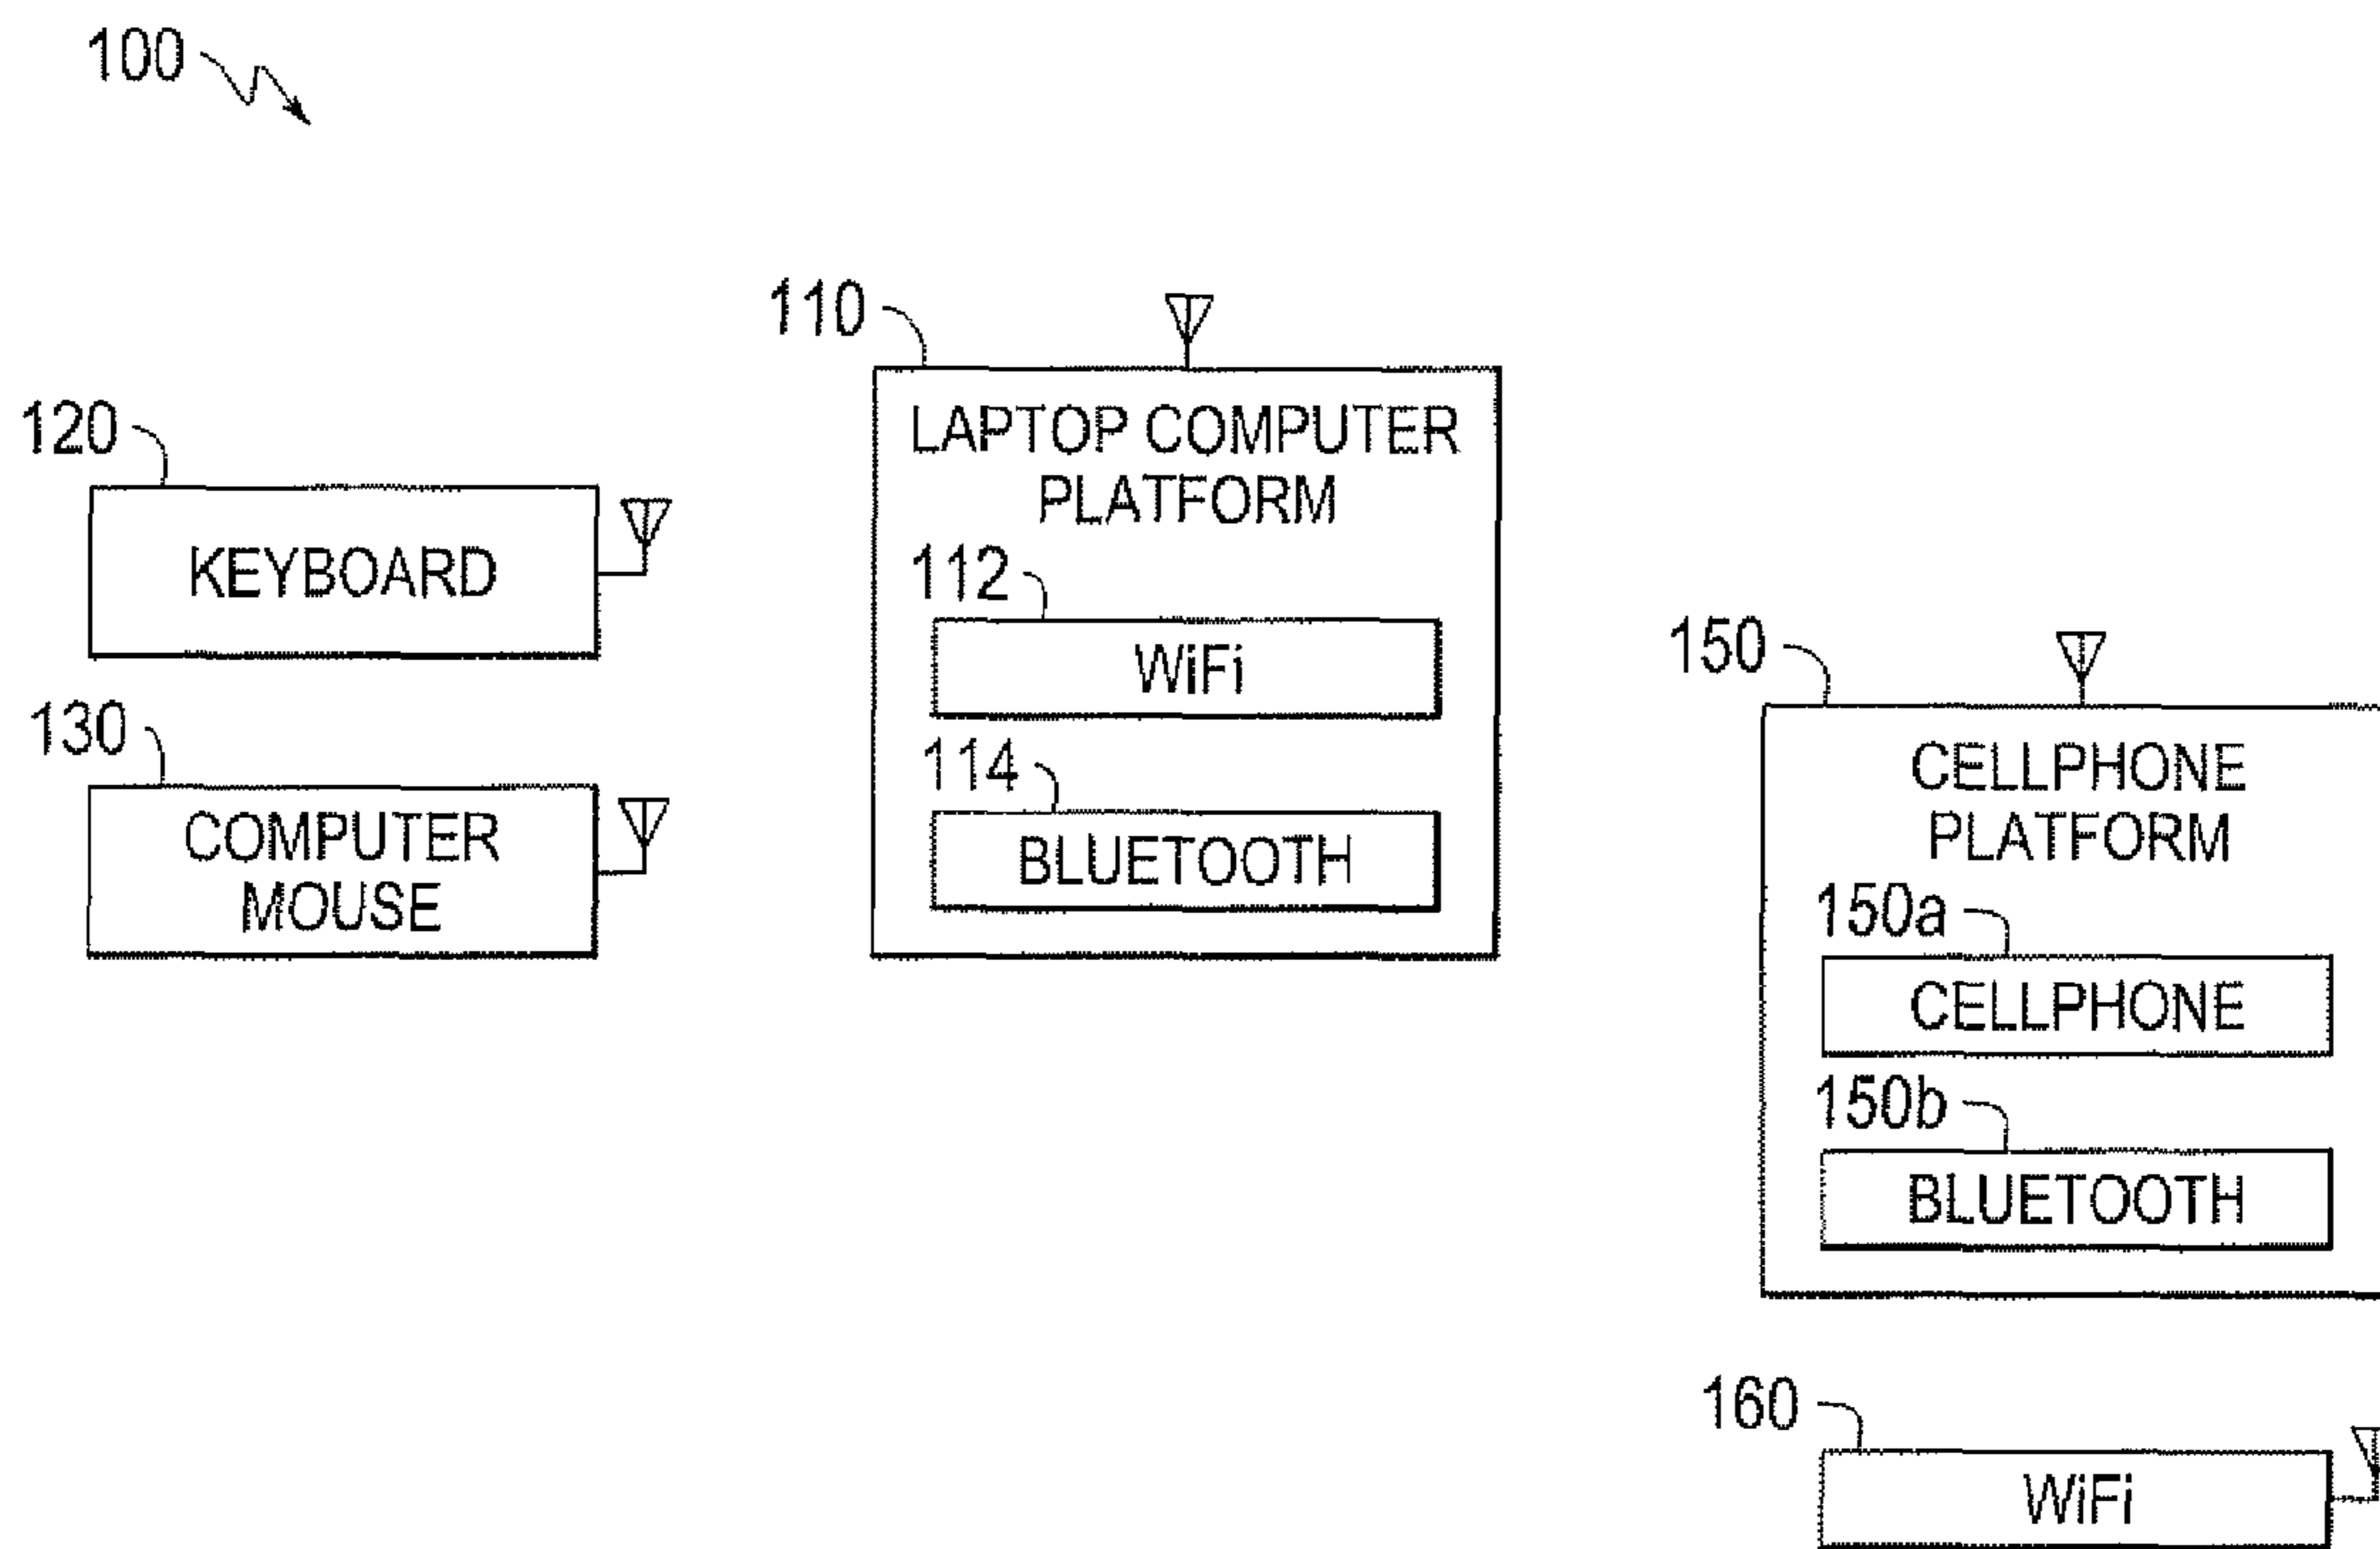 100
110
LAPTOP COMPUTER
PLATFORM
112
WiFi
114
BLUETOOTH
120
KEYBOARD
130
COMPUTER
MOUSE
150
CELLPHONE
PLATFORM
150a
CELLPHONE
150b
BLUETOOTH
160
WiFi